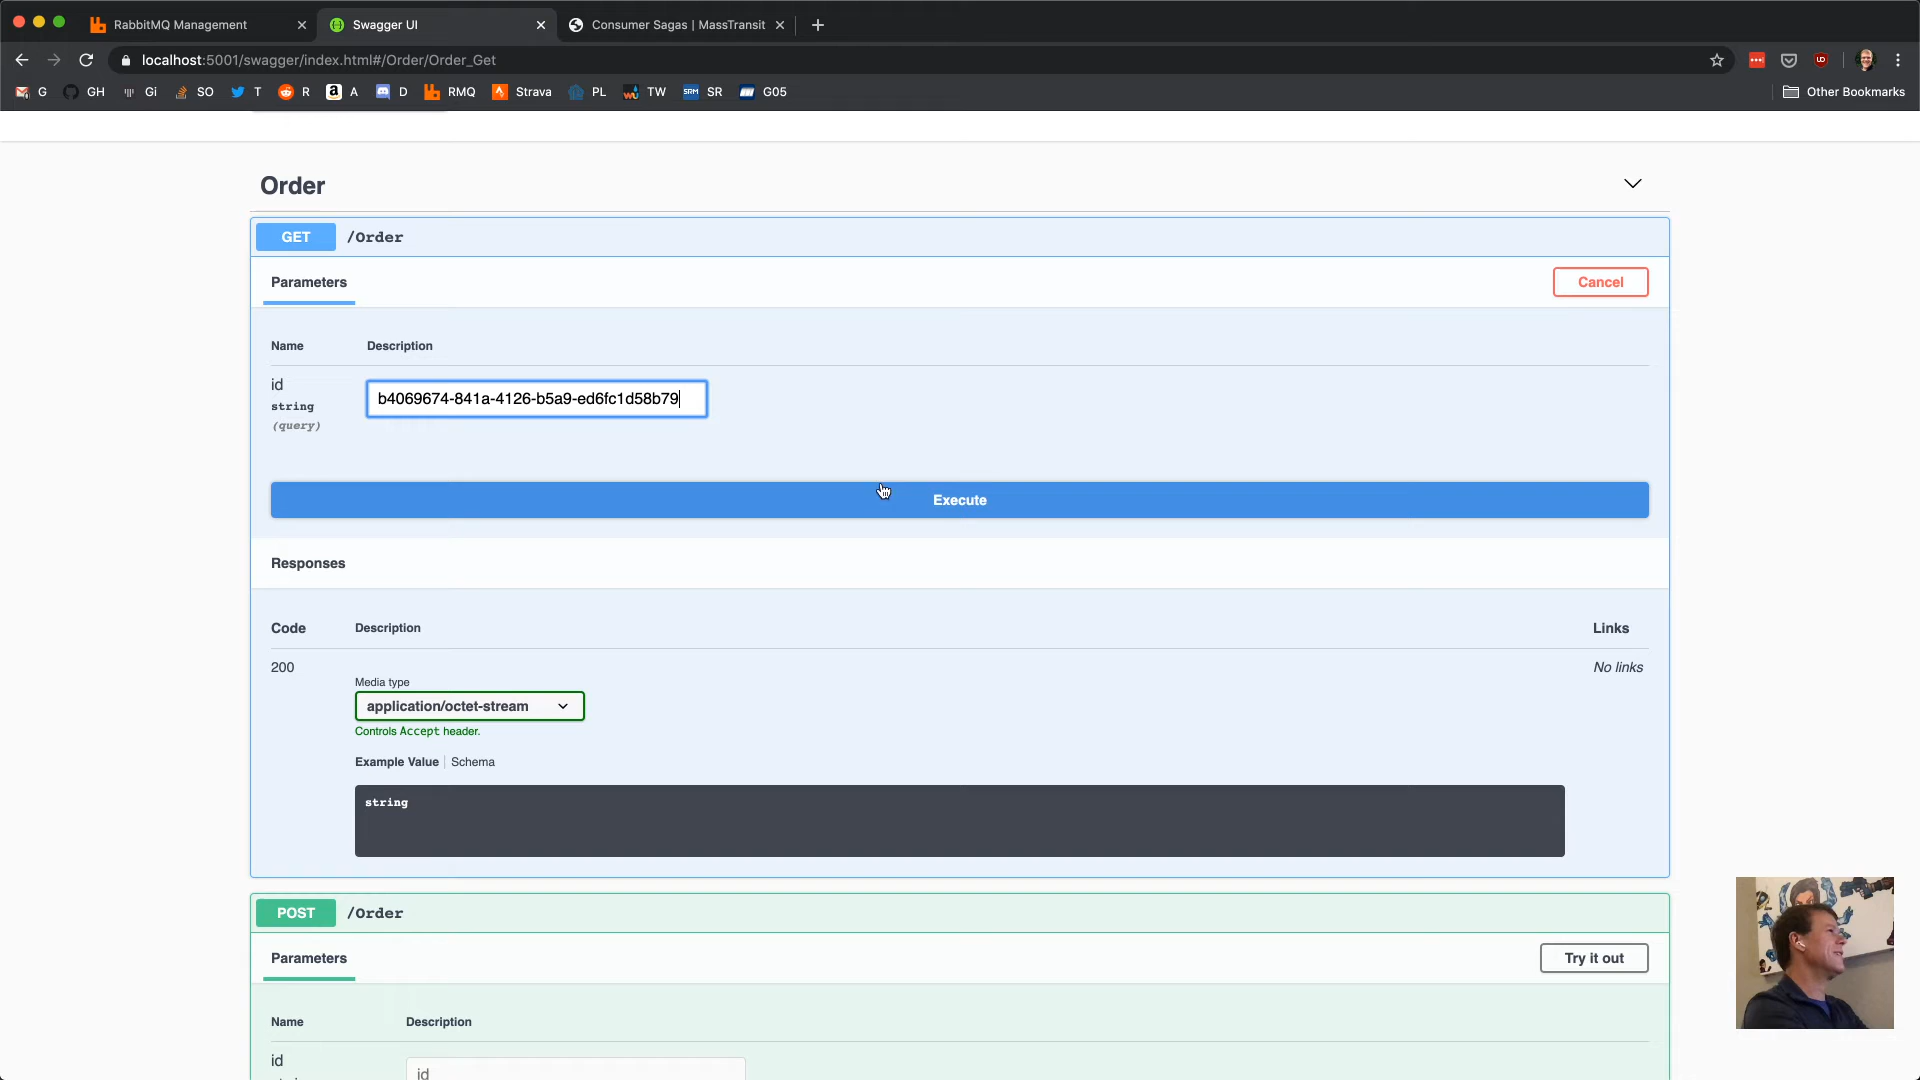 RabbitMQ Management
Swagger UI
Consumer Sagas | MassTransit
localhost:5001/swagger/index.html#/Order/Order_Get
G GH Gi SO T R A D RMQ Strava PL TW SR G05 Other Bookmarks
Order
GET /Order
Parameters Cancel
Name Description
id
string
(query)
b4069674-841a-4126-b5a9-ed6fc1d58b79
Execute
Responses
Code Description Links
200 No links
Media type
application/octet-stream
Controls Accept header.
Example Value Schema
string
POST /Order
Parameters Try it out
Name Description
id
id